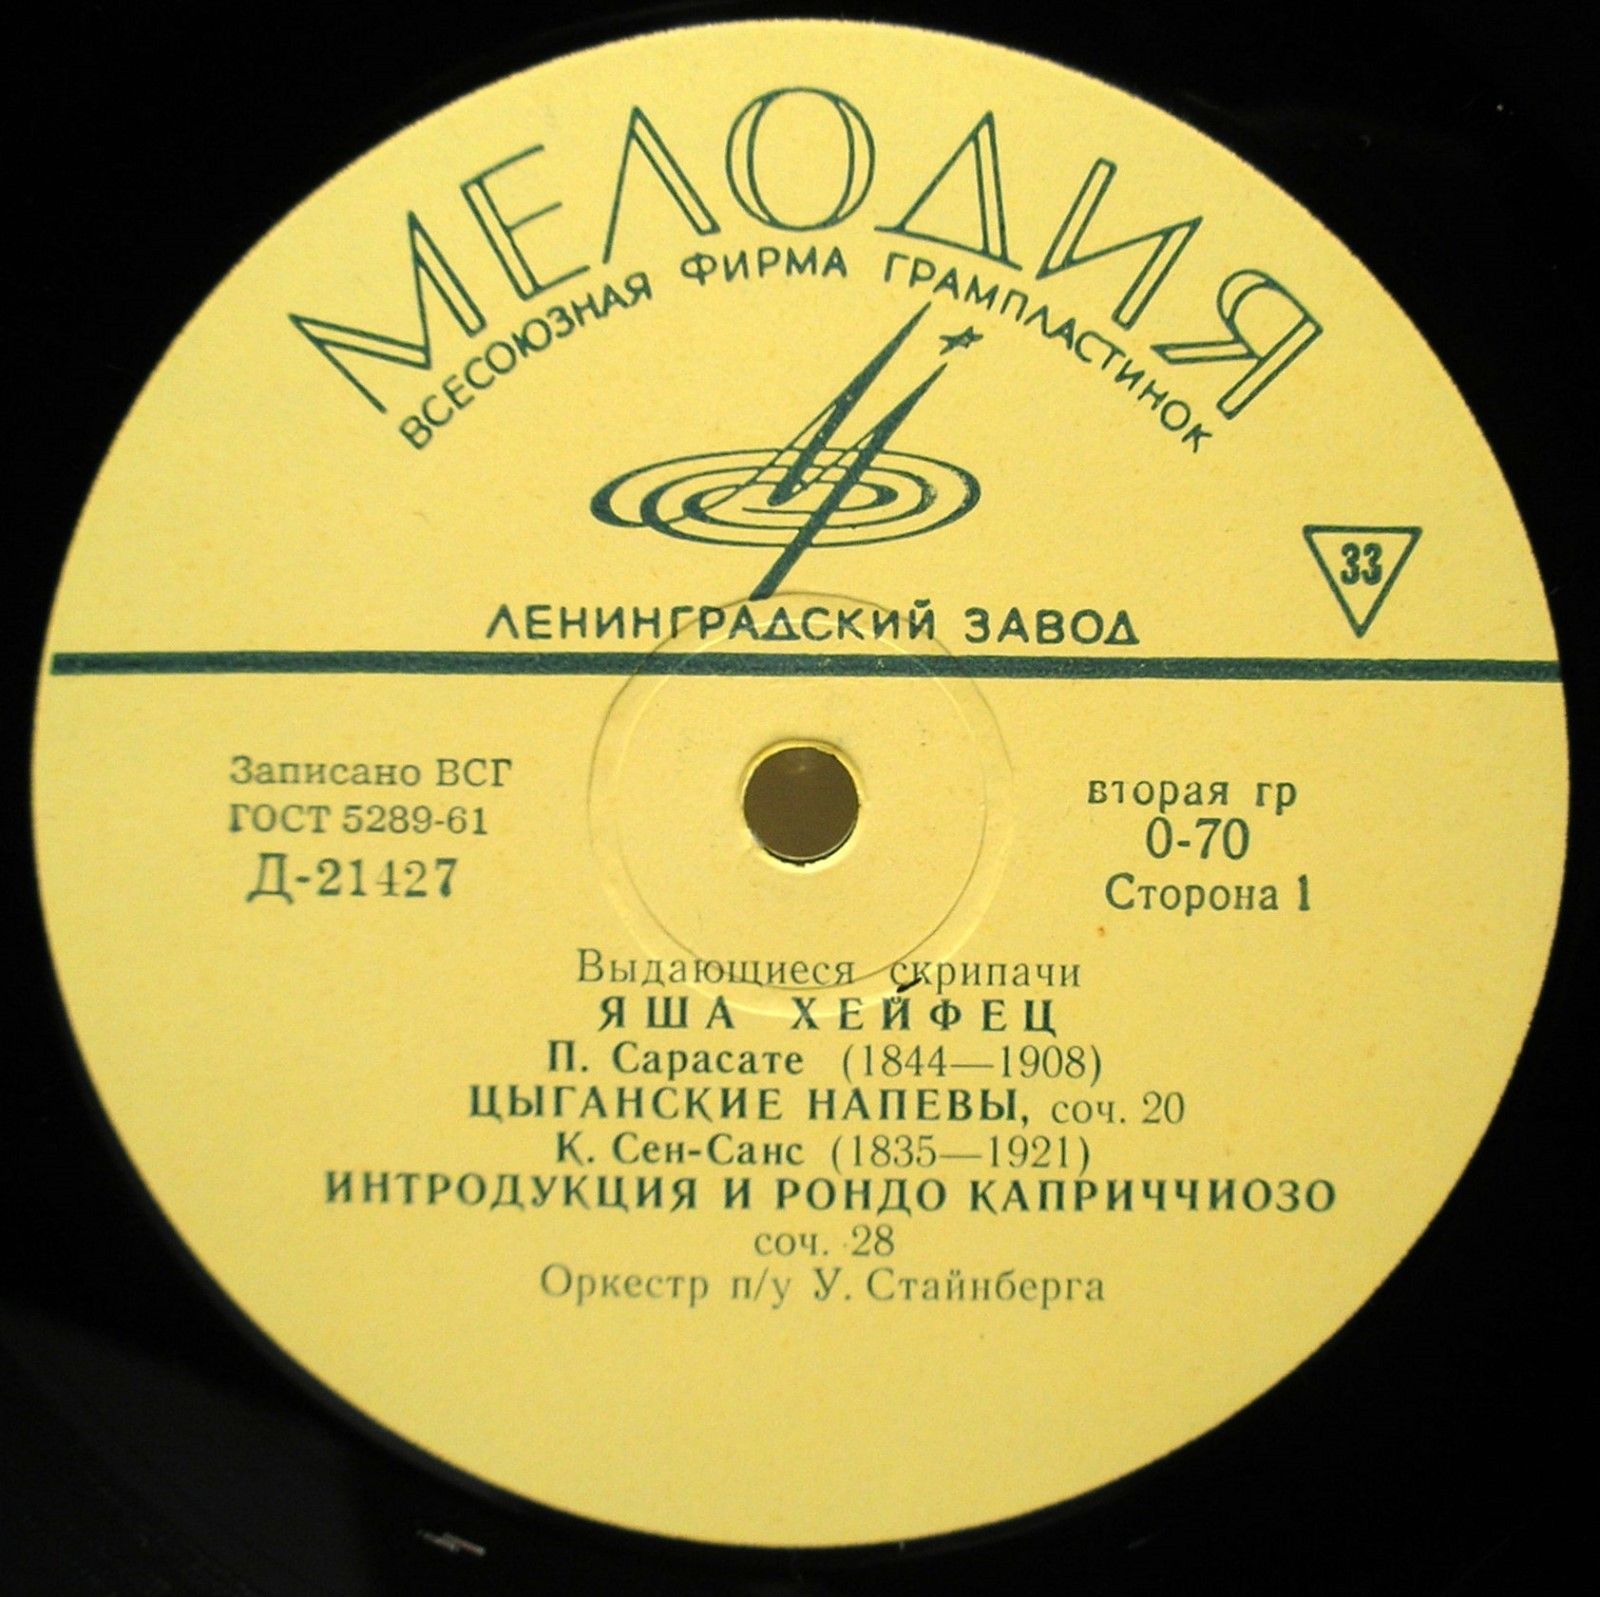 МЕЛОДИЯ
ВСЕСОЮЗНАЯ ФИРМА ГРАМПЛАСТИНОК
33
ЛЕНИНГРАДСКИЙ ЗАВОД
Записано ВСГ
ГОСТ 5289-61
Д-21427
вторая гр
0-70
Сторона 1
Выдающиеся скрипачи
ЯША ХЕЙФЕЦ
П. Сарасате (1844—1908)
ЦЫГАНСКИЕ НАПЕВЫ, соч. 20
К. Сен-Санс (1835—1921)
ИНТРОДУКЦИЯ И РОНДО КАПРИЧЧИОЗО
соч. 28
Оркестр п/у У. Стайнберга